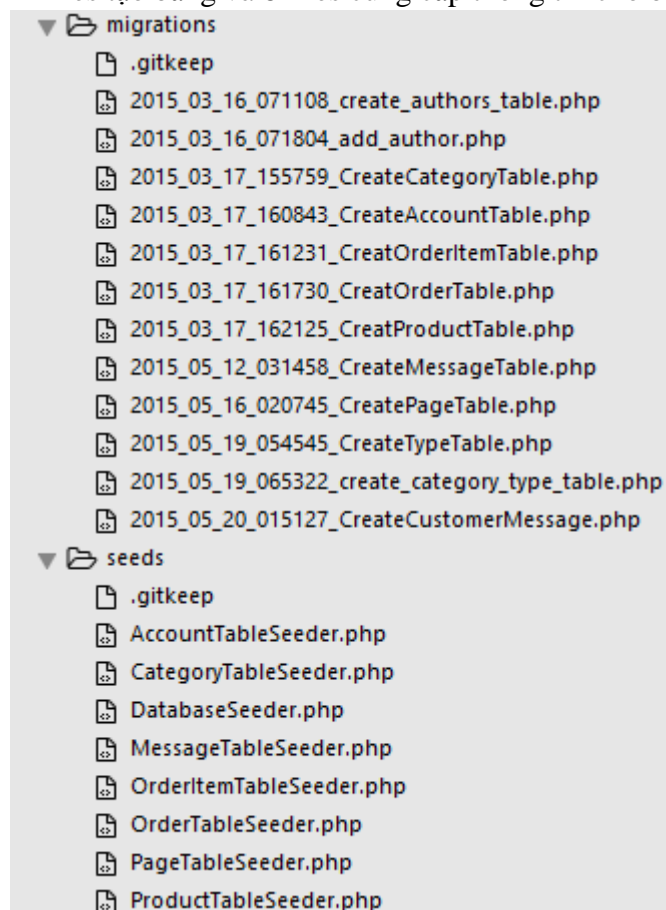 migrations
.gitkeep
2015_03_16_071108_create_authors_table.php
2015_03_16_071804_add_author.php
2015_03_17_155759_CreateCategoryTable.php
2015_03_17_160843_CreateAccountTable.php
2015_03_17_161231_CreatOrderItemTable.php
2015_03_17_161730_CreatOrderTable.php
2015_03_17_162125_CreatProductTable.php
2015_05_12_031458_CreateMessageTable.php
2015_05_16_020745_CreatePageTable.php
2015_05_19_054545_CreateTypeTable.php
2015_05_19_065322_create_category_type_table.php
2015_05_20_015127_CreateCustomerMessage.php
seeds
.gitkeep
AccountTableSeeder.php
CategoryTableSeeder.php
DatabaseSeeder.php
MessageTableSeeder.php
OrderItemTableSeeder.php
OrderTableSeeder.php
PageTableSeeder.php
ProductTableSeeder.php